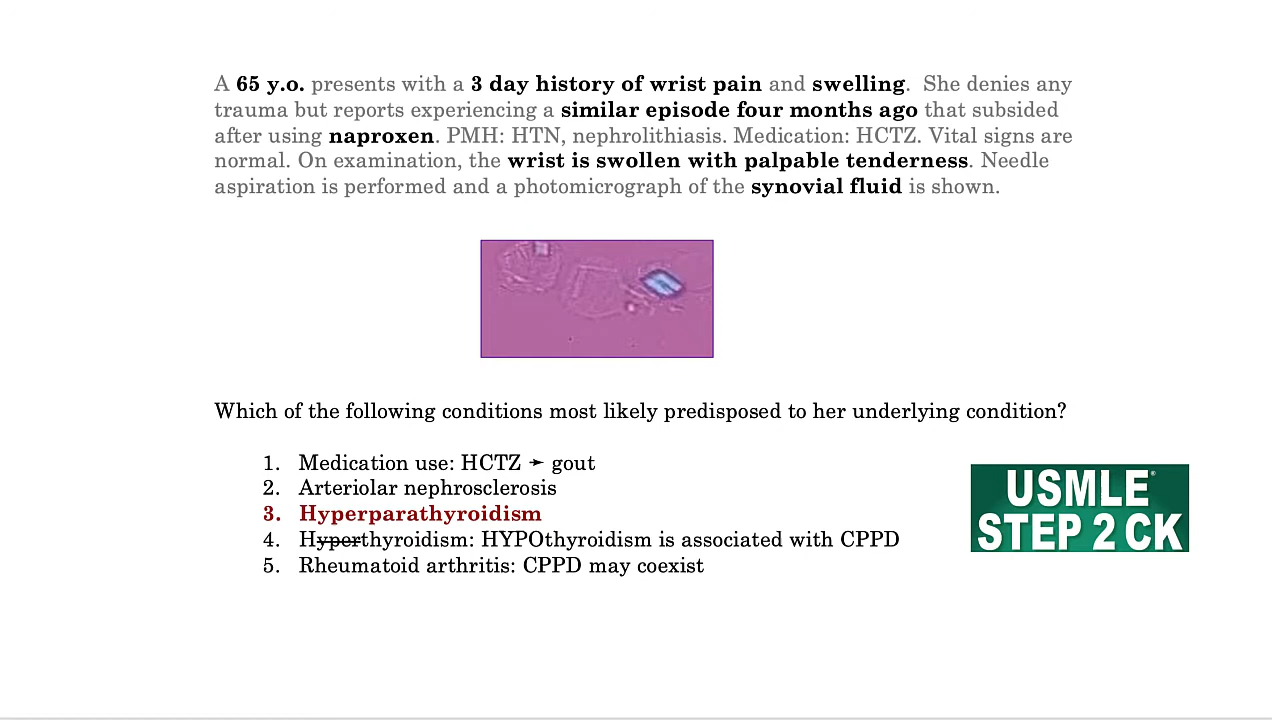 A 65 y.o. presents with a 3 day history of wrist pain and swelling. She denies any
trauma but reports experiencing a similar episode four months ago that subsided
after using naproxen. PMH: HTN, nephrolithiasis. Medication: HCTZ. Vital signs are
normal. On examination, the wrist is swollen with palpable tenderness. Needle
aspiration is performed and a photomicrograph of the synovial fluid is shown.
Which of the following conditions most likely predisposed to her underlying condition?
1. Medication use: HCTZ ➛ gout
2. Arteriolar nephrosclerosis
3. Hyperparathyroidism
4. Hyperthyroidism: HYPOthyroidism is associated with CPPD
5. Rheumatoid arthritis: CPPD may coexist
USMLE®
STEP 2 CK